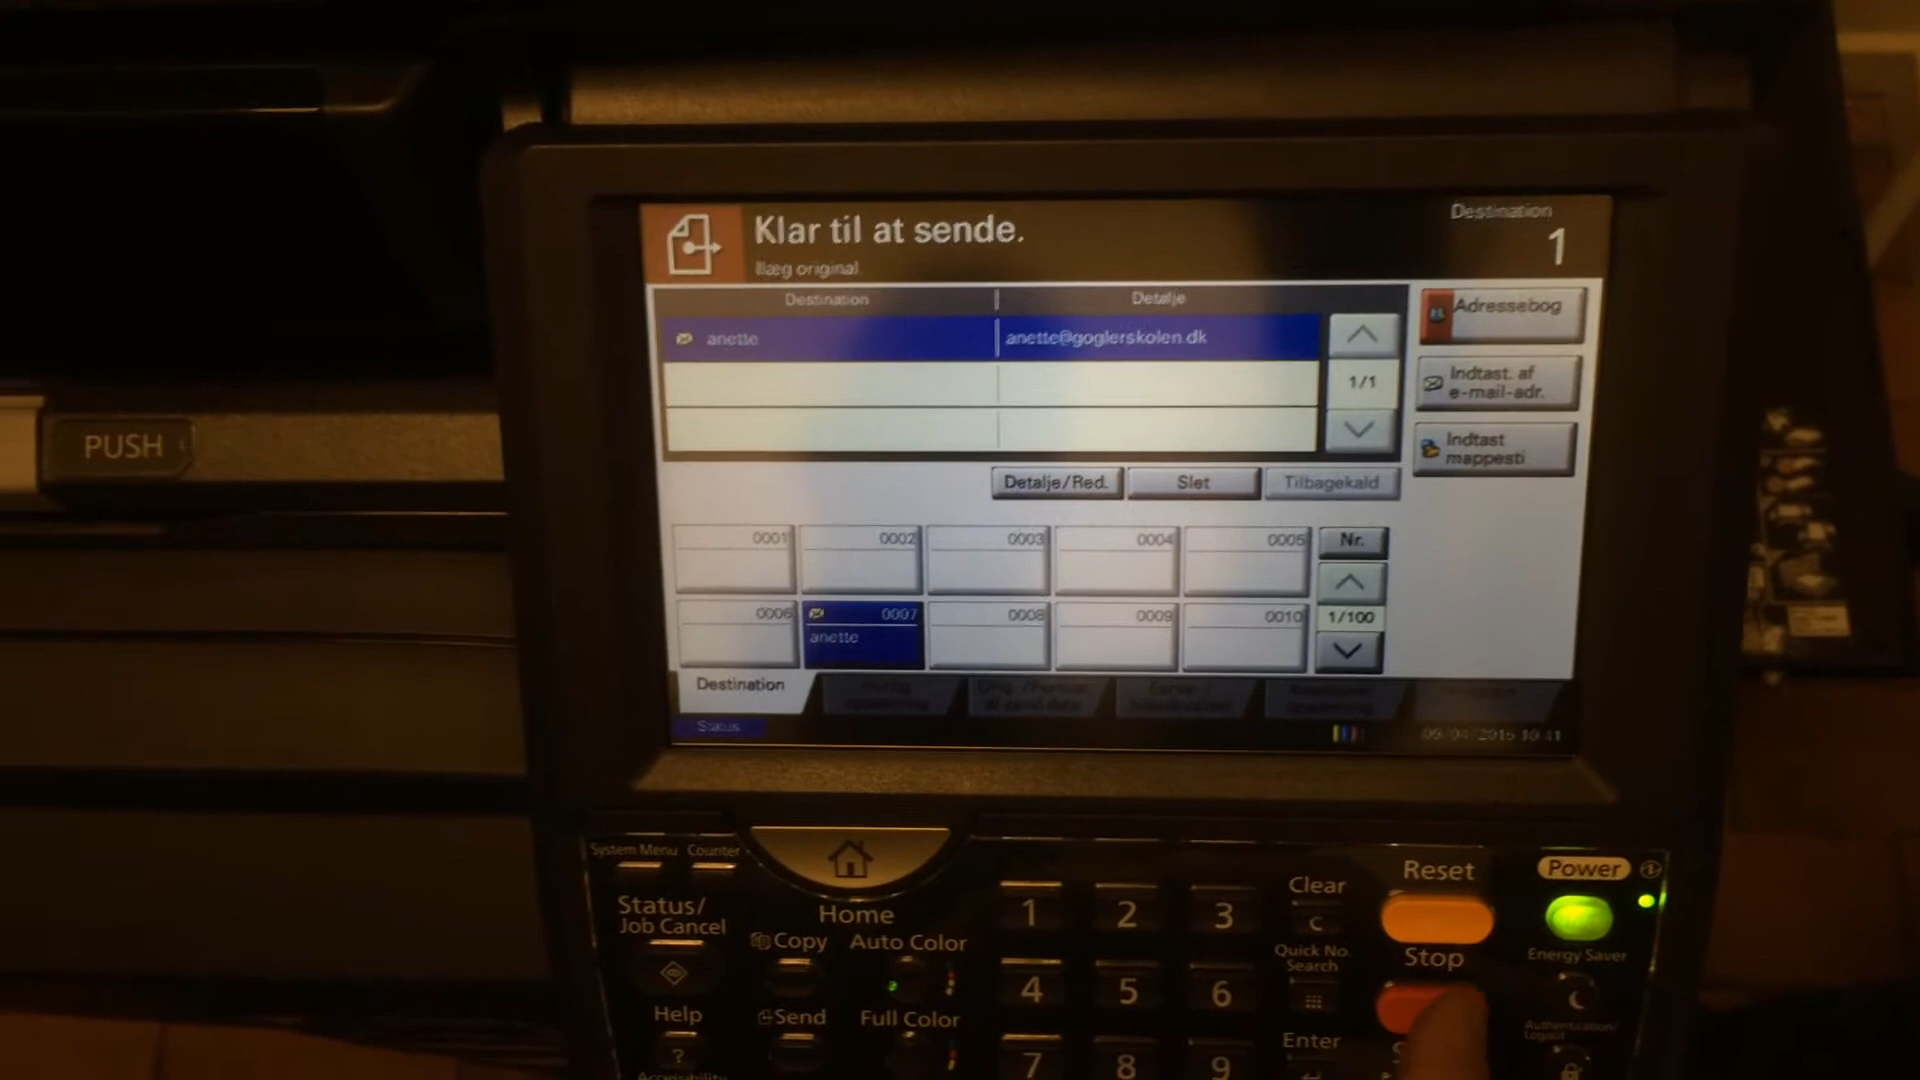 Klar til at sende.
Ilæg original.
Destination
1
Destination
Detalje
anette
anette@goglerskolen.dk
1/1
Adressebog
Indtast. af
e-mail-adr.
Indtast
mappesti
Detalje/Red.
Slet
Tilbagekald
0001
0002
0003
0004
0005
Nr.
0006
0007
anette
0008
0009
0010
1/100
Destination
Status
10:41
PUSH
System Menu
Counter
Status/
Job Cancel
Home
Copy
Auto Color
Help
Send
Full Color
Accessibility
1
2
3
4
5
6
7
8
9
Clear
C
Quick No.
Search
Enter
Reset
Stop
Power
Energy Saver
Authentication/
Logout